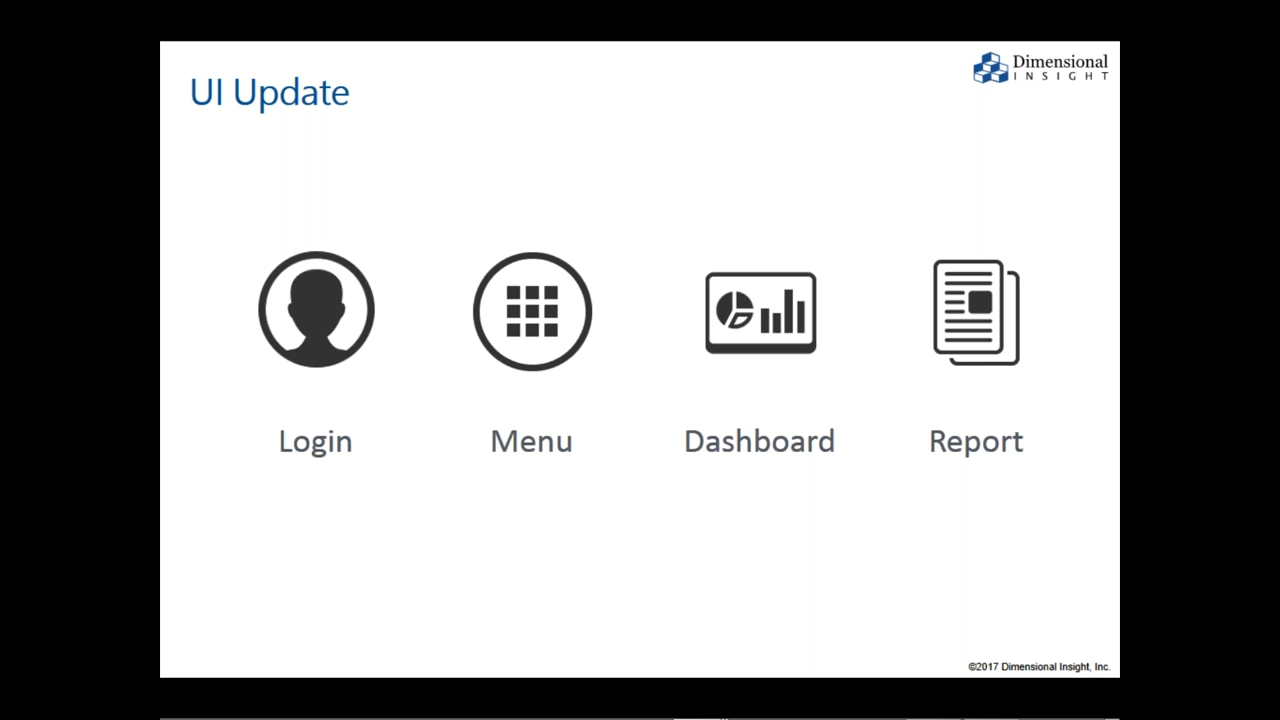 Dimensional
INSIGHT
UI Update
Login
Menu
Dashboard
Report
©2017 Dimensional Insight, Inc.